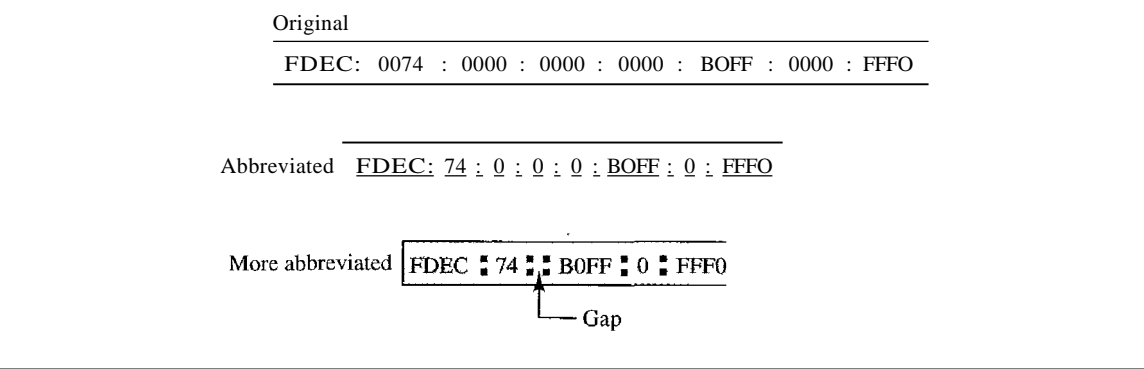 Original
FDEC: 0074 : 0000 : 0000 : 0000 : BOFF : 0000 : FFFO
Abbreviated FDEC: 74 : 0 : 0 : 0 : BOFF : 0 : FFFO
More abbreviated FDEC : 74 : : B0FF : 0 : FFF0
Gap